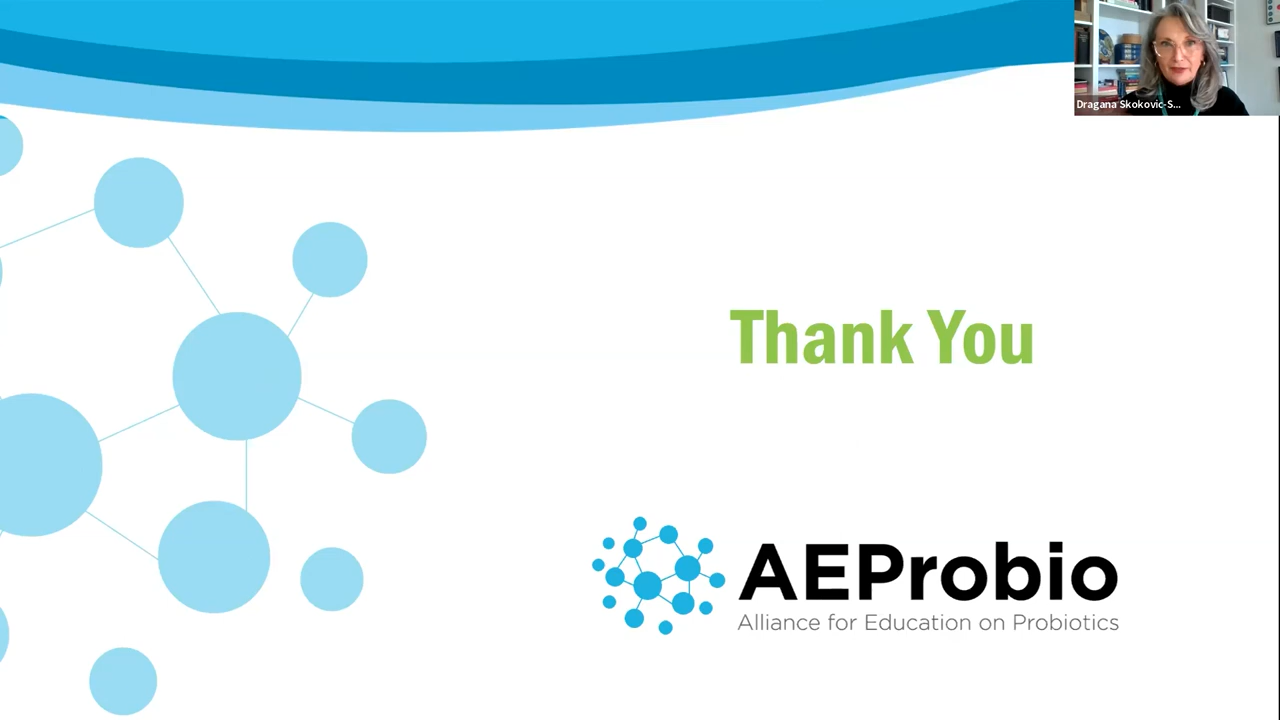 Dragana Skokovic-S...
Thank You
AEProbio
Alliance for Education on Probiotics